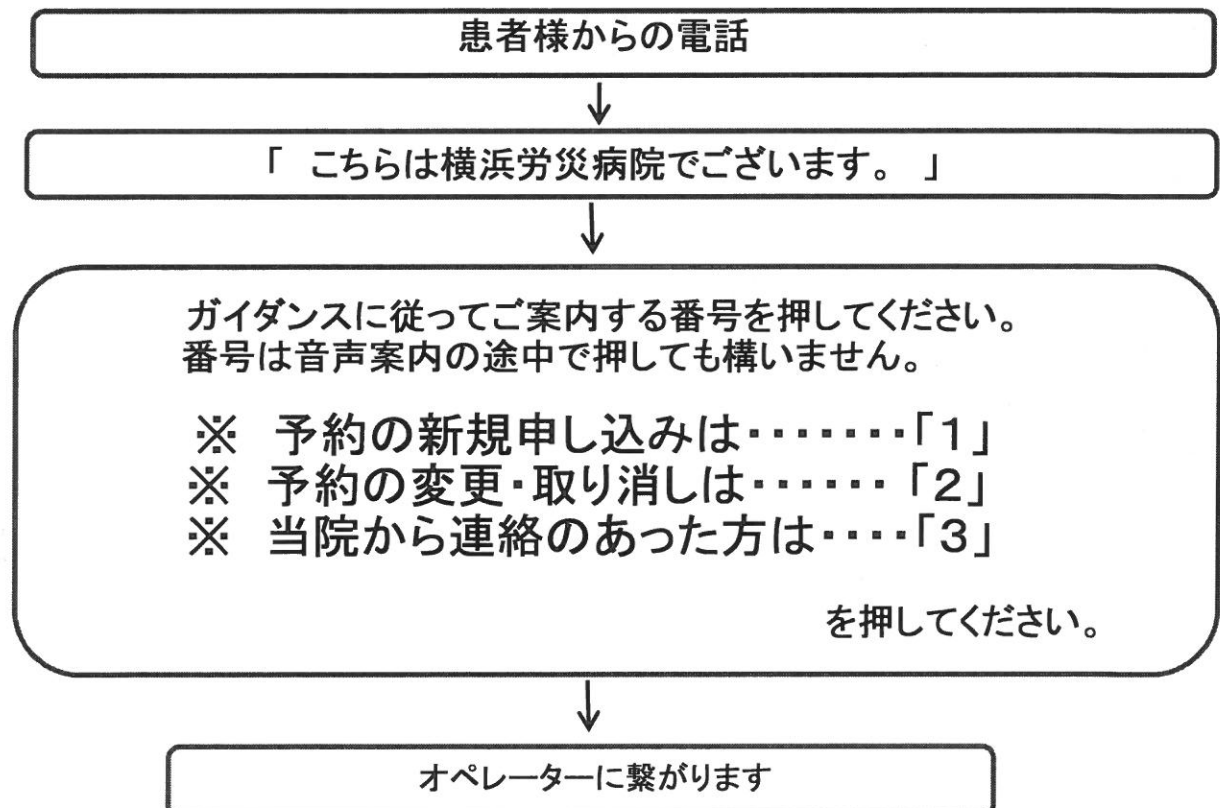 患者様からの電話
「 こちらは横浜労災病院でございます。 」
ガイダンスに従ってご案内する番号を押してください。
番号は音声案内の途中で押しても構いません。
※ 予約の新規申し込みは・・・・・・・「1」
※ 予約の変更・取り消しは・・・・・・「2」
※ 当院から連絡のあった方は・・・・「3」
を押してください。
オペレーターに繋がります